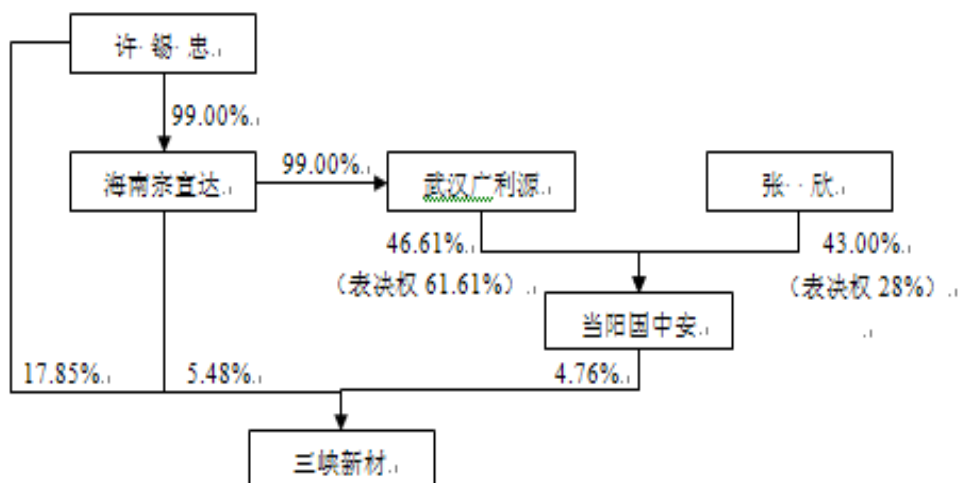 许锡忠
99.00%
海南宗宣达
99.00%
武汉广利源
张欣
46.61%
43.00%
（表决权 61.61%）
（表决权 28%）
当阳国中安
17.85%
5.48%
4.76%
三峡新材